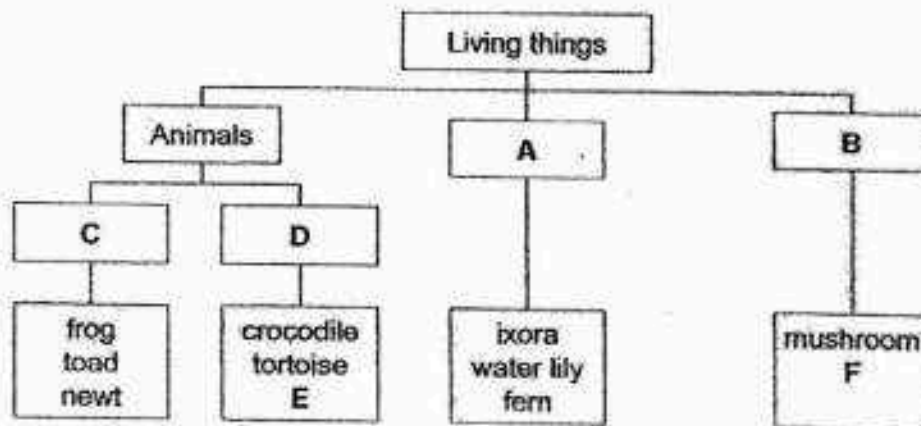 Living things
Animals
A
B
C
D
frog
toad
newt
crocodile
tortoise
E
ixora
water lily
fern
mushroom
F